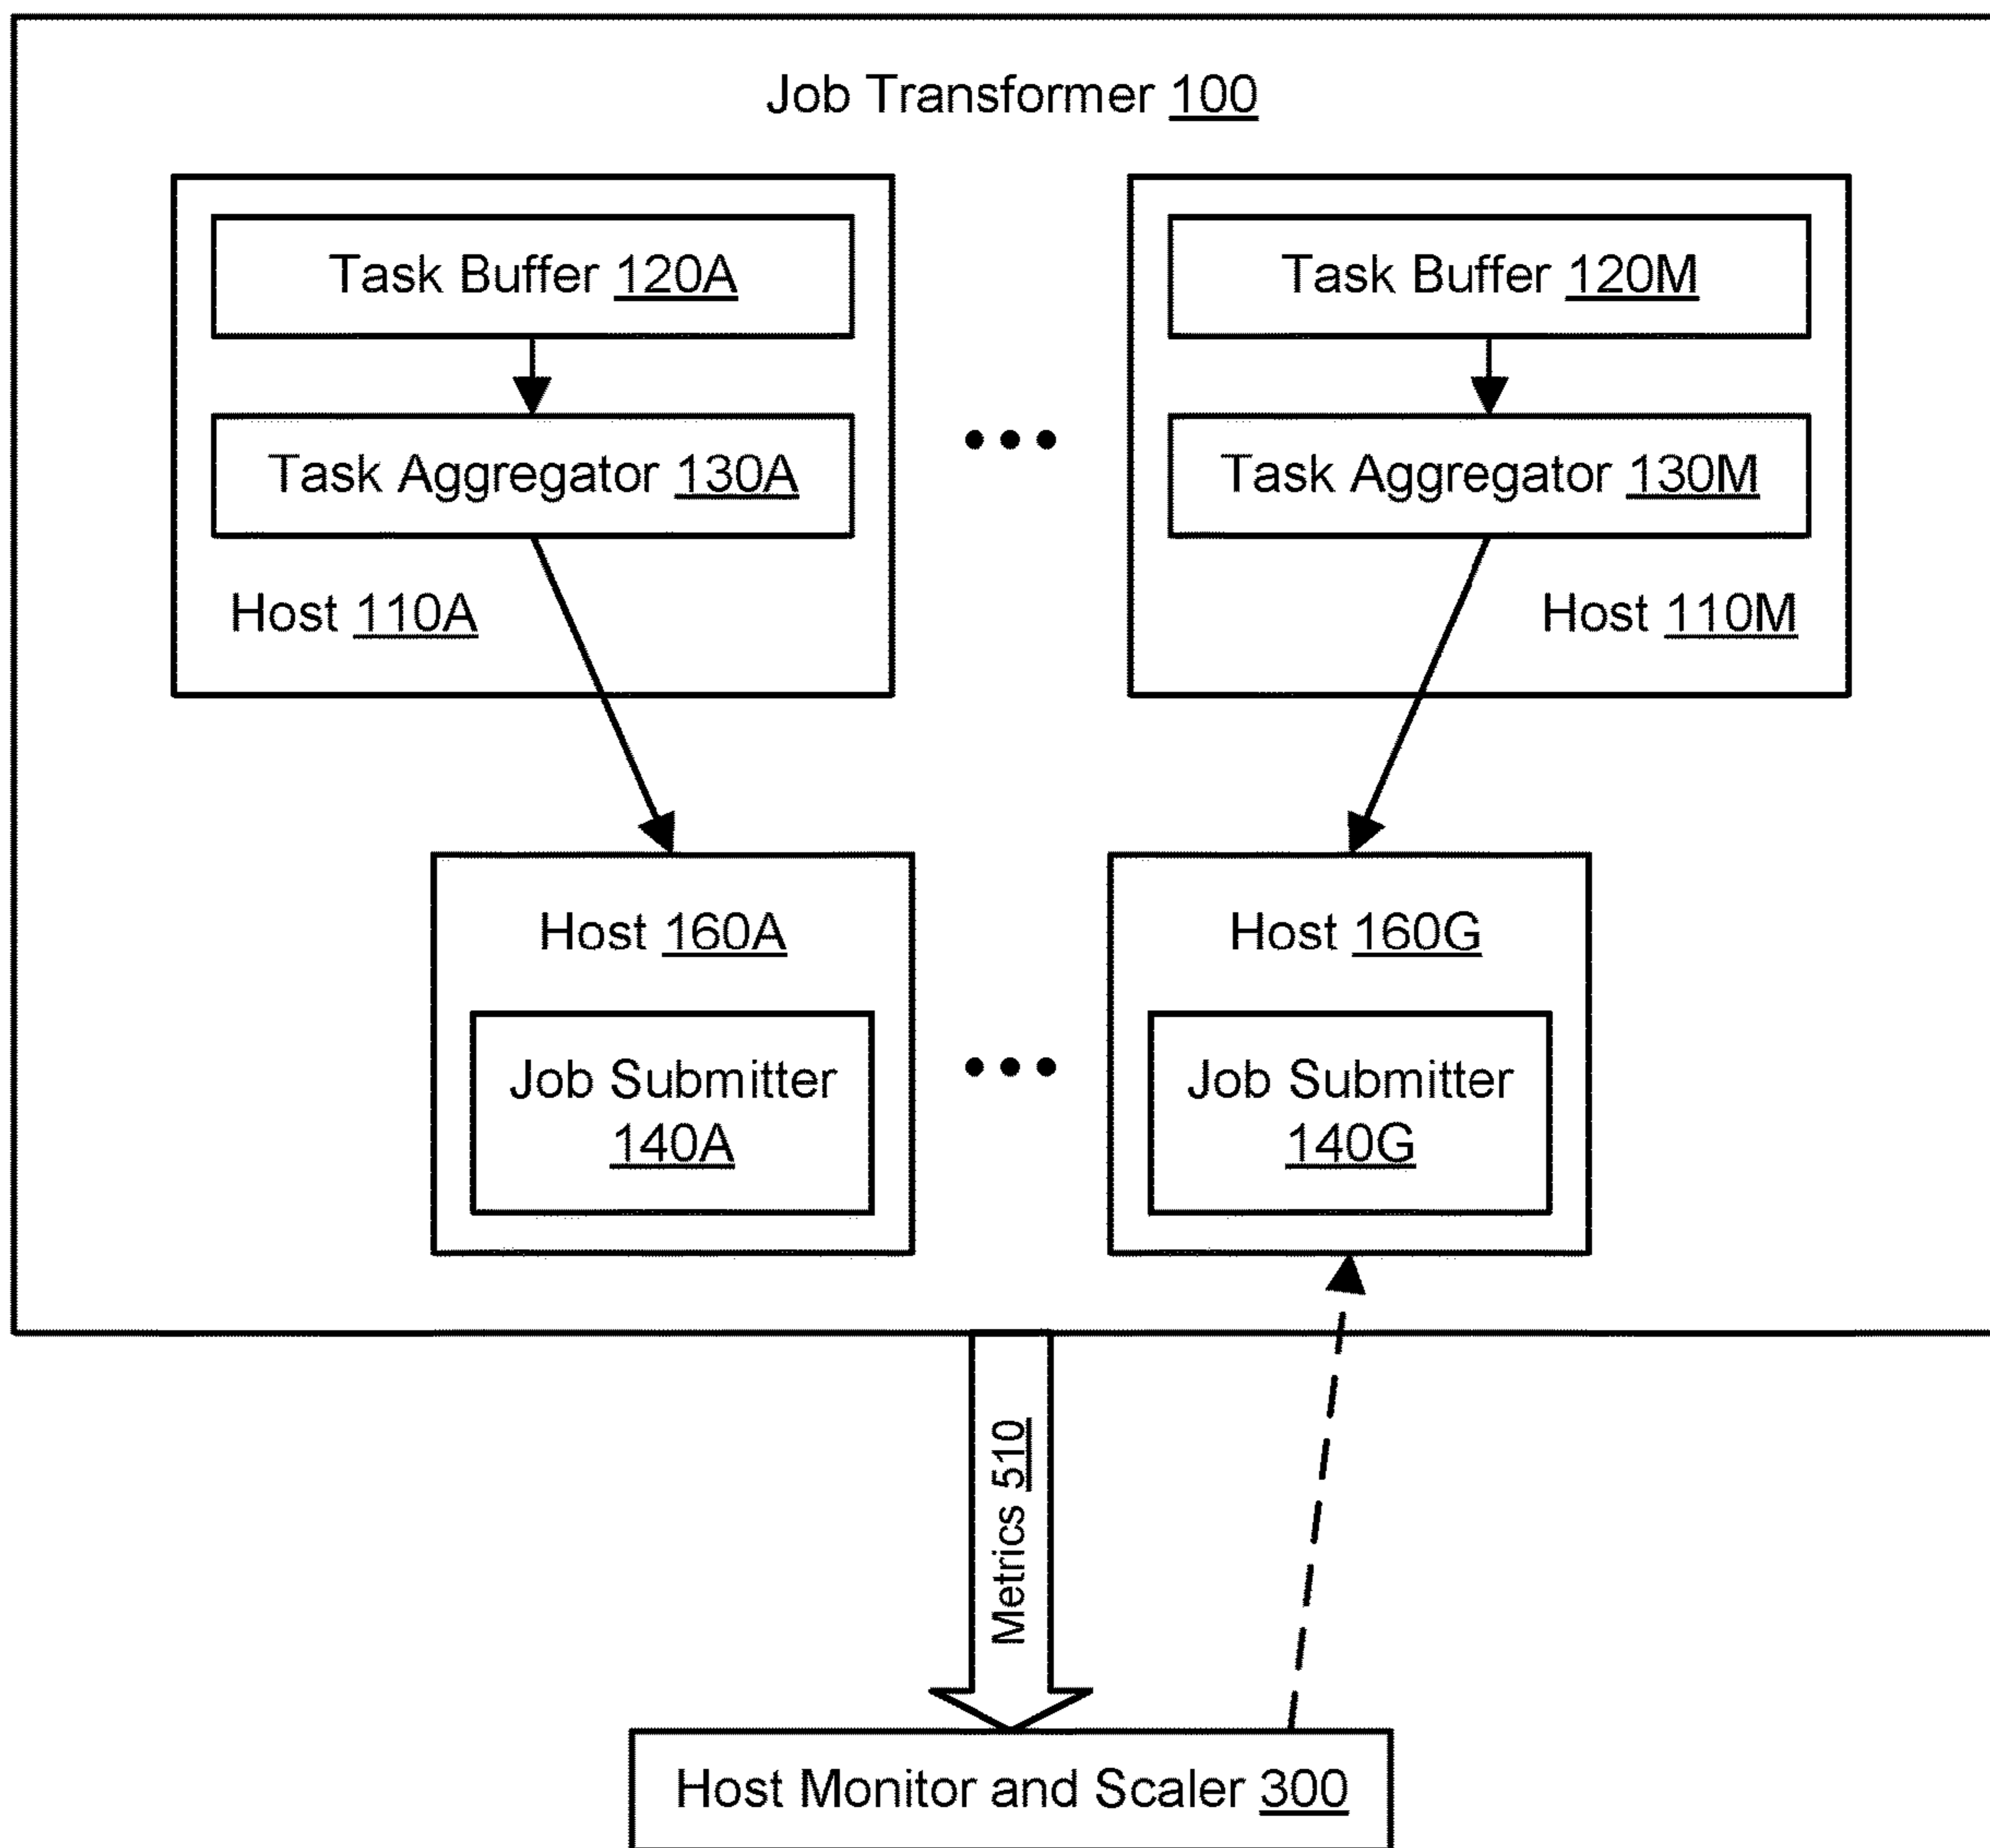 Job Transformer 100
Task Buffer 120A
Task Buffer 120M
Task Aggregator 130A
Task Aggregator 130M
Host 110A
Host 110M
Host 160A
Host 160G
Job Submitter
140A
Job Submitter
140G
Metrics 510
Host Monitor and Scaler 300